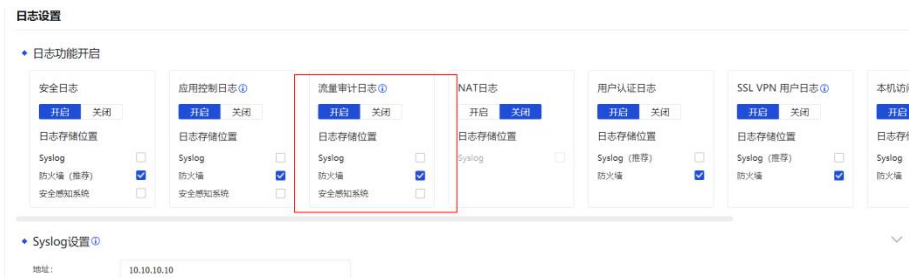 日志设置
日志功能开启
安全日志 应用控制日志 流量审计日志 NAT日志 用户认证日志 SSL VPN 用户日志 本机访
开启 关闭 开启 关闭 开启 关闭 开启 关闭 开启 关闭 开启 关闭 开启
日志存储位置 日志存储位置 日志存储位置 日志存储位置 日志存储位置 日志存储位置 日志存
Syslog Syslog Syslog Syslog Syslog（推荐） Syslog（推荐） Syslog
防火墙（推荐） 防火墙 防火墙 防火墙 防火墙 防火墙
安全感知系统 安全感知系统 安全感知系统
Syslog设置
地址： 10.10.10.10